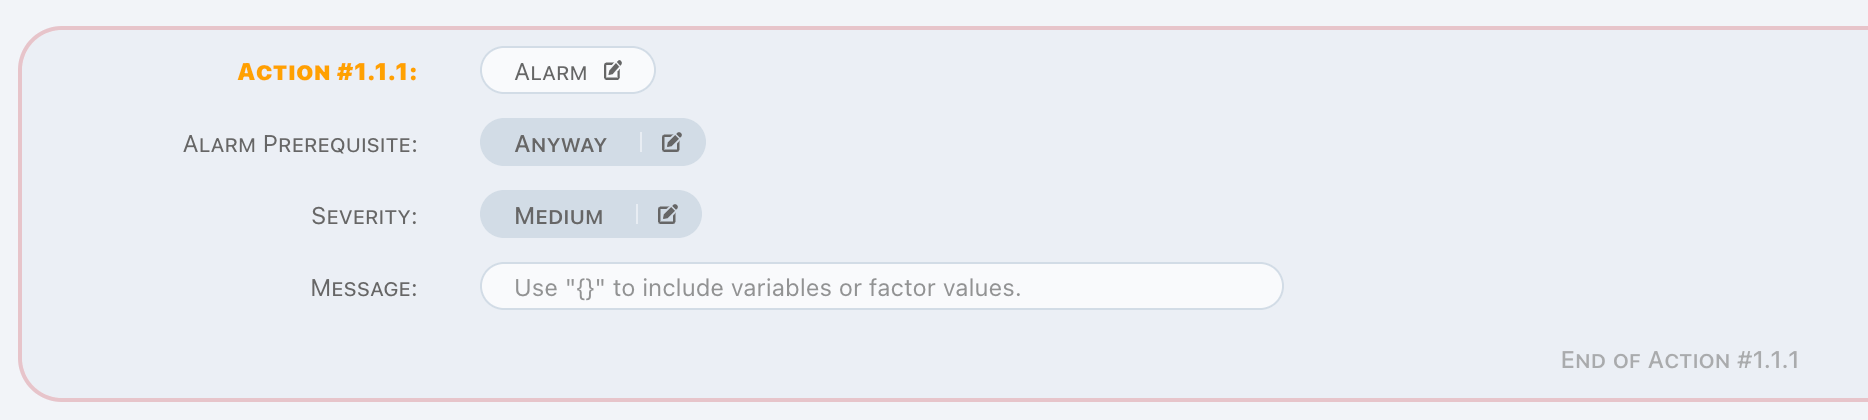 Action #1.1.1: Alarm
Alarm Prerequisite: Anyway
Severity: Medium
Message: Use "{}" to include variables or factor values.
End of Action #1.1.1